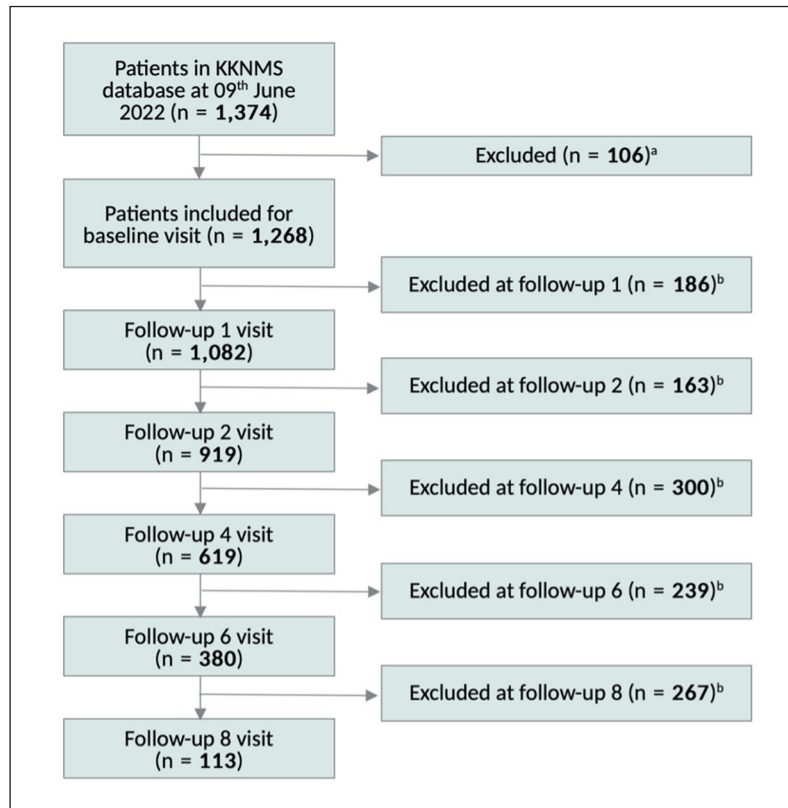 Patients in KKNMS
database at 09th June
2022 (n = 1,374)
Excluded (n = 106)a
Patients included for
baseline visit (n = 1,268)
Excluded at follow-up 1 (n = 186)b
Follow-up 1 visit
(n = 1,082)
Excluded at follow-up 2 (n = 163)b
Follow-up 2 visit
(n = 919)
Excluded at follow-up 4 (n = 300)b
Follow-up 4 visit
(n = 619)
Excluded at follow-up 6 (n = 239)b
Follow-up 6 visit
(n = 380)
Excluded at follow-up 8 (n = 267)b
Follow-up 8 visit
(n = 113)